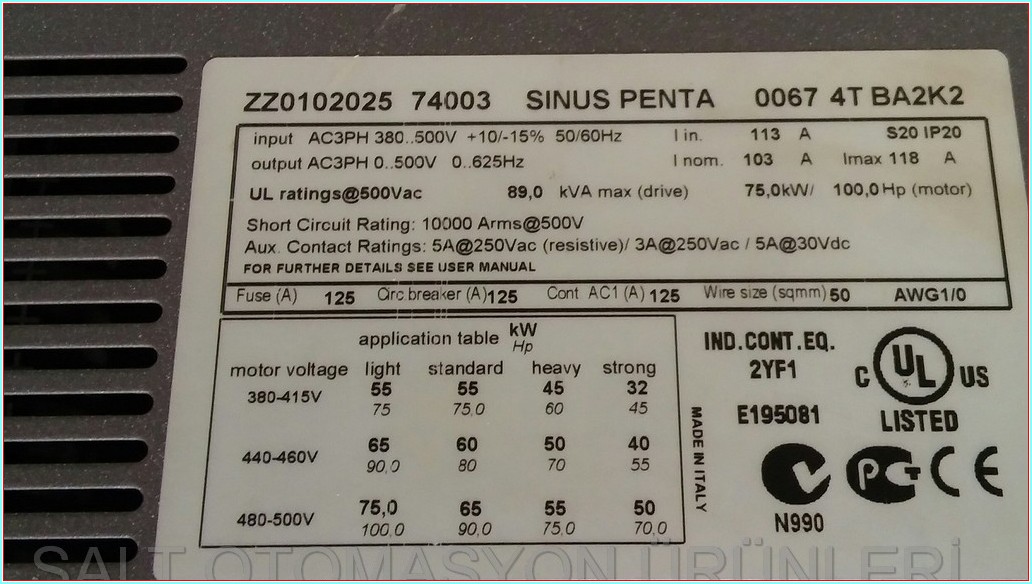 ZZ0102025 74003 SINUS PENTA 0067 4T BA2K2
input AC3PH 380..500V +10/-15% 50/60Hz I in. 113 A S20 IP20
output AC3PH 0..500V 0..625Hz I nom. 103 A Imax 118 A
UL ratings@500Vac 89,0 kVA max (drive) 75,0kW/ 100,0Hp (motor)
Short Circuit Rating: 10000 Arms@500V
Aux. Contact Ratings: 5A@250Vac (resistive)/ 3A@250Vac / 5A@30Vdc
FOR FURTHER DETAILS SEE USER MANUAL
Fuse (A) 125 Circ breaker (A) 125 Cont AC1 (A) 125 Wire size (sqmm) 50 AWG1/0
application table kW
Hp
motor voltage light standard heavy strong
380-415V 55 55 45 32
75 75,0 60 45
440-460V 65 60 50 40
90,0 80 70 55
480-500V 75,0 65 55 50
100,0 90,0 75,0 70,0
MADE IN ITALY
IND.CONT.EQ.
2YF1
E195081
C UL US
LISTED
N990
PCT CE
SALT OTOMASYON ÜRÜNLERİ